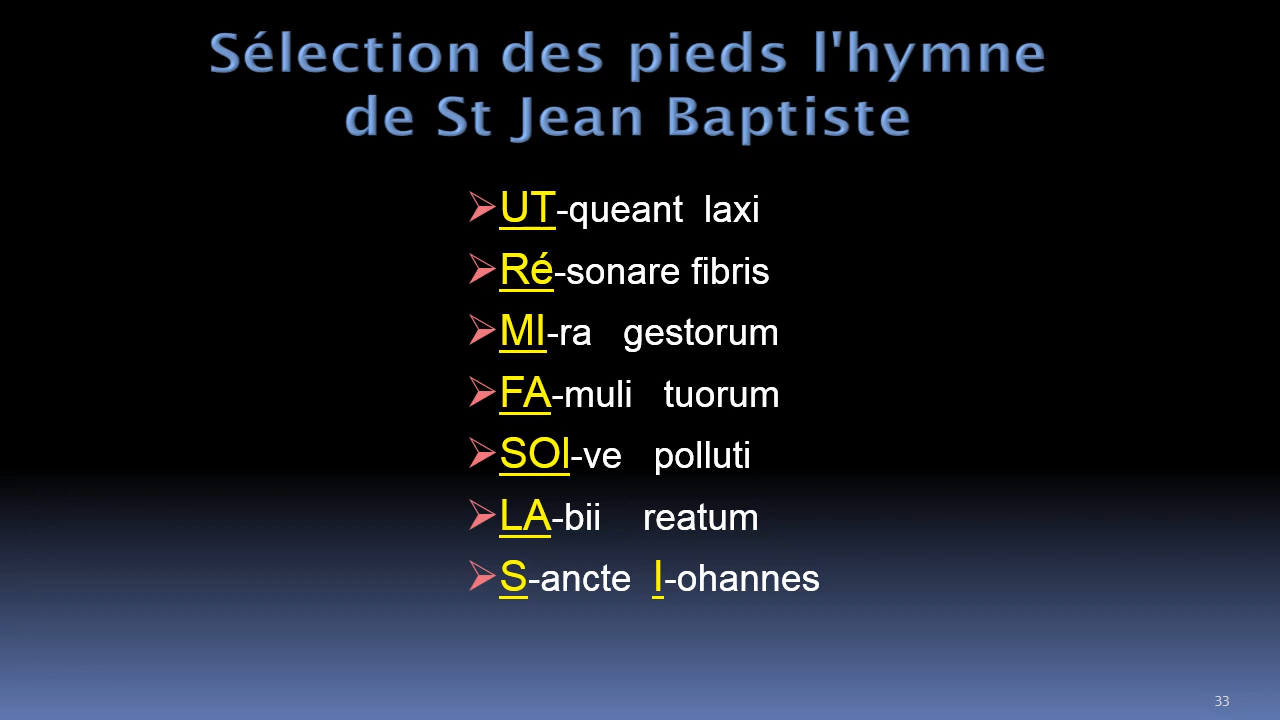 Sélection des pieds l'hymne
de St Jean Baptiste
UT-queant laxi
Ré-sonare fibris
MI-ra gestorum
FA-muli tuorum
SOl-ve polluti
LA-bii reatum
S-ancte I-ohannes
33